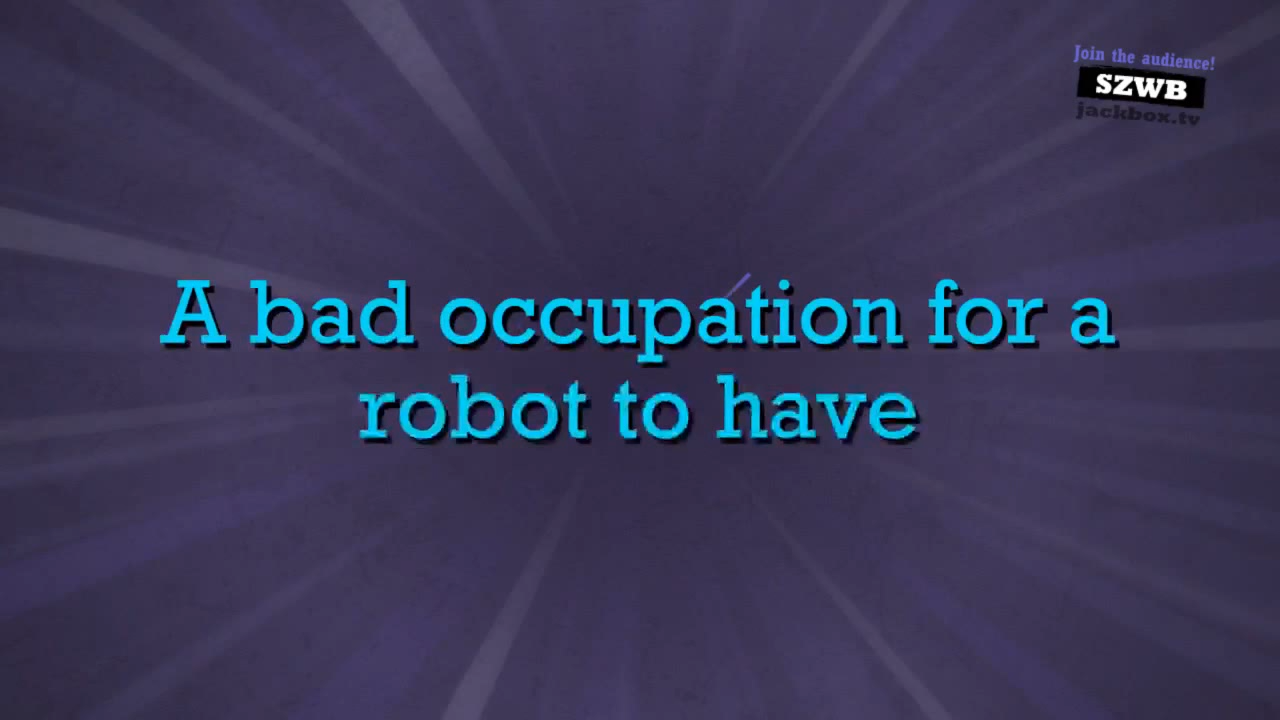 Join the audience!
SZWB
jackbox.tv
A bad occupation for a
robot to have